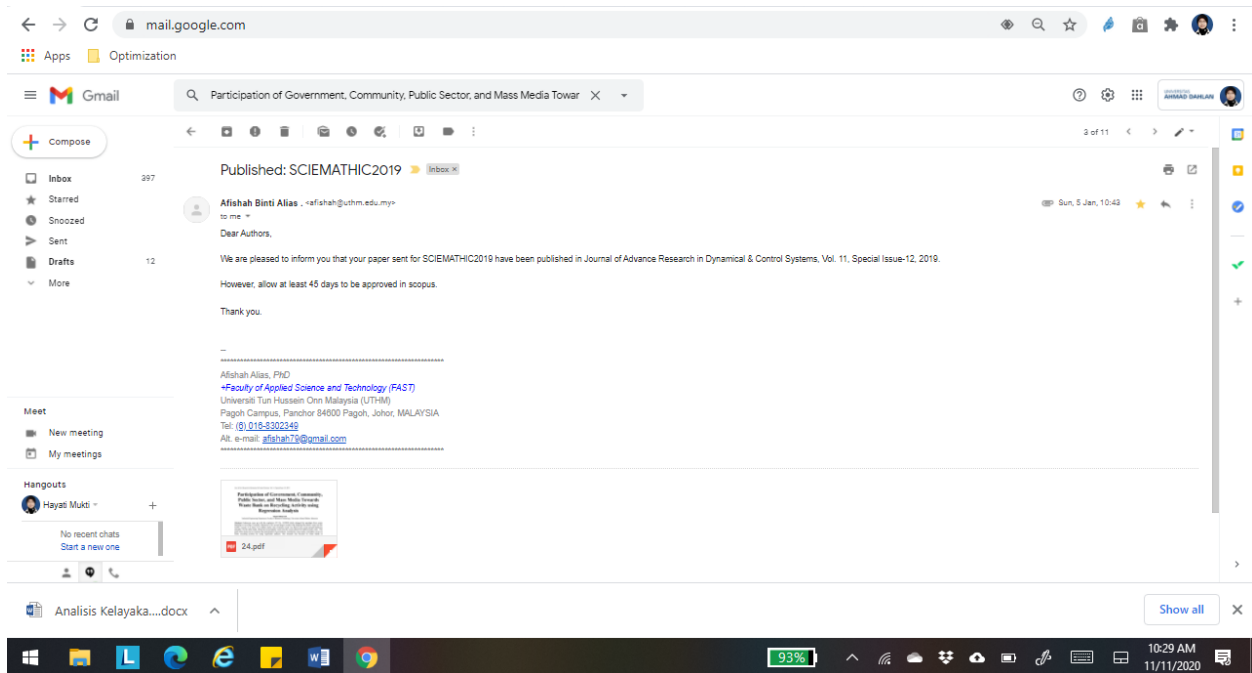 mail.google.com
Apps Optimization
Gmail
Participation of Government, Community, Public Sector, and Mass Media Towar
UNIVERSITAS AHMAD DAHLAN
Compose
3 of 11
Published: SCIEMATHIC2019 Inbox ×
Inbox 397
Starred
Snoozed
Sent
Drafts 12
More
Afishah Binti Alias . <afishah@uthm.edu.my>
Sun, 5 Jan, 10:43
to me
Dear Authors,
We are pleased to inform you that your paper sent for SCIEMATHIC2019 have been published in Journal of Advance Research in Dynamical & Control Systems, Vol. 11, Special Issue-12, 2019.
However, allow at least 45 days to be approved in scopus.
Thank you.
--
Afishah Alias, PhD
+Faculty of Applied Science and Technology (FAST)
Universiti Tun Hussein Onn Malaysia (UTHM)
Pagoh Campus, Panchor 84600 Pagoh, Johor, MALAYSIA
Tel: (6) 016-8302349
Alt. e-mail: afishah79@gmail.com
Meet
New meeting
My meetings
Hangouts
Hayati Mukti
No recent chats
Start a new one
Participation of Government, Community,
Public Sector, and Mass Media Towards
Waste Bank on Recycling Activity using
Regression Analysis
PDF 24.pdf
Analisis Kelayaka....docx
Show all
93%
10:29 AM
11/11/2020